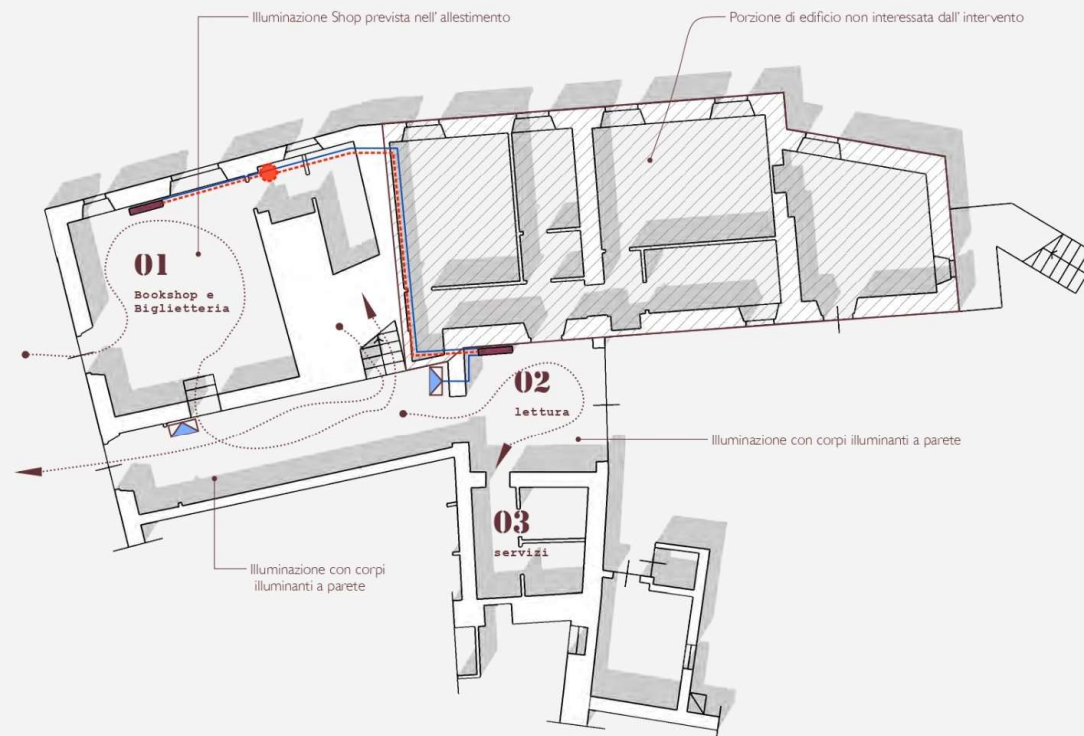 Illuminazione Shop prevista nell' allestimento
Porzione di edificio non interessata dall' intervento
01
Bookshop e
Biglietteria
02
lettura
Illuminazione con corpi illuminanti a parete
03
servizi
Illuminazione con corpi
illuminanti a parete